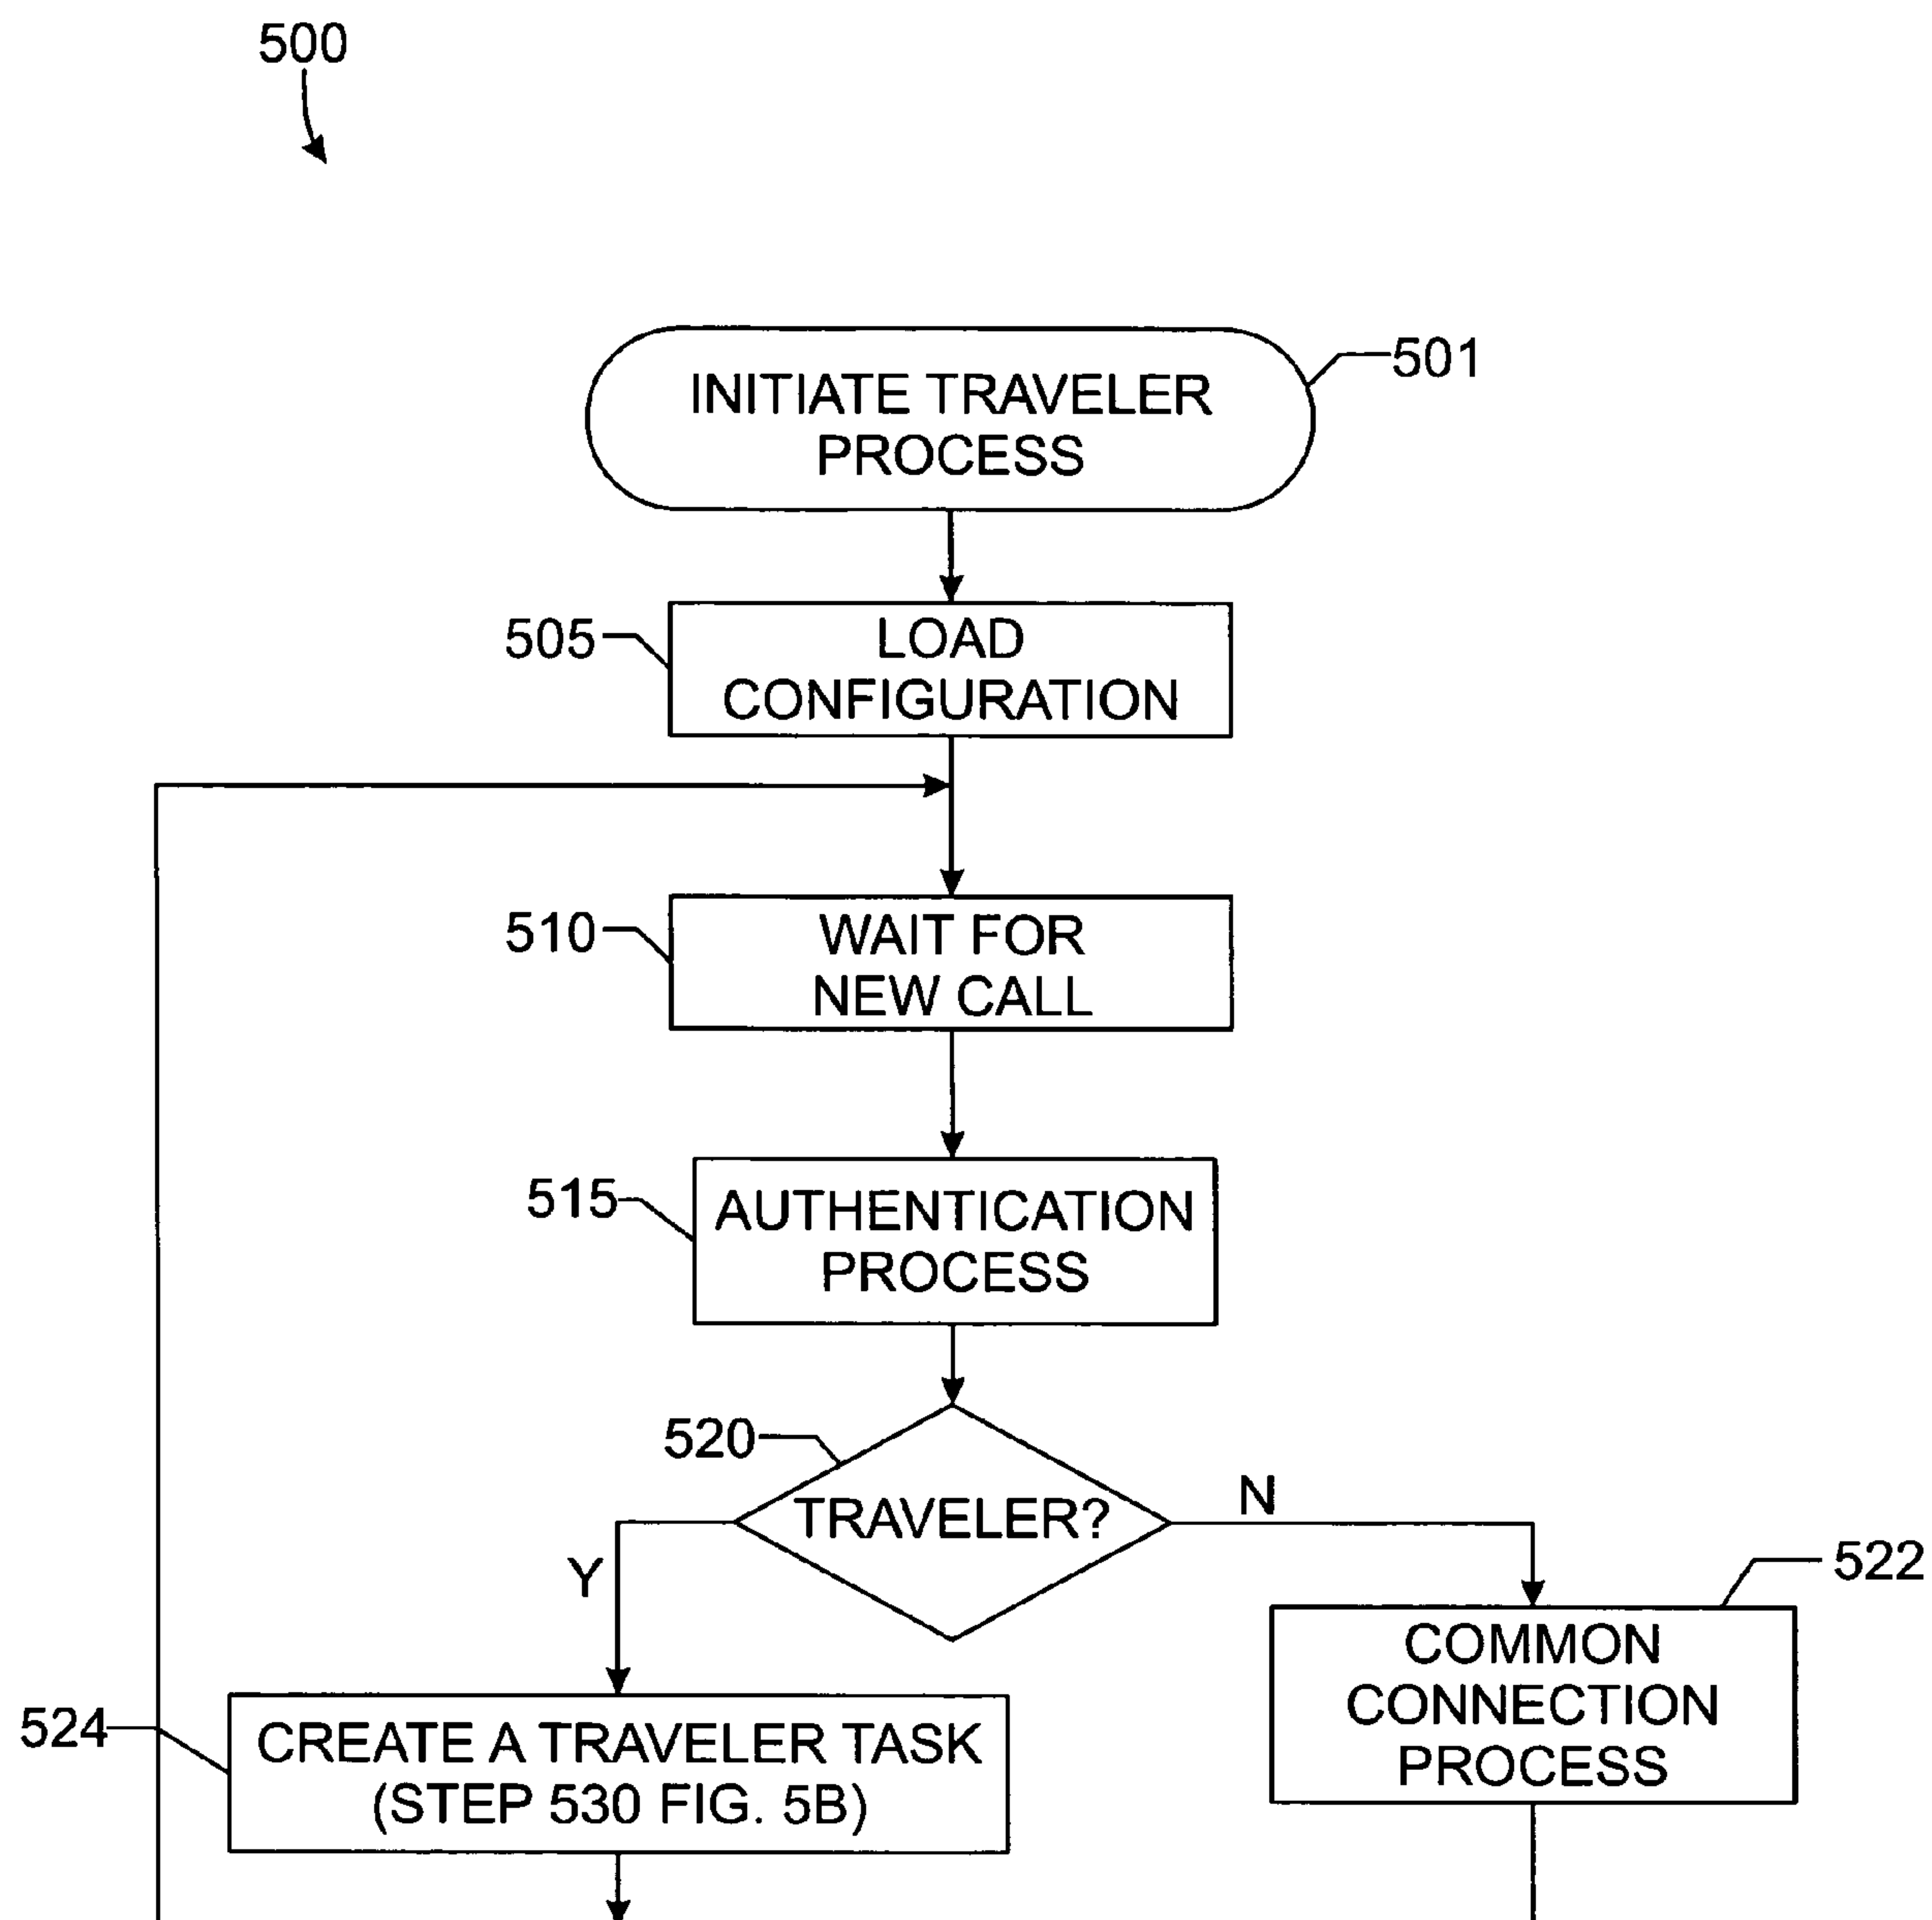 500
INITIATE TRAVELER
PROCESS
501
505
LOAD
CONFIGURATION
510
WAIT FOR
NEW CALL
515
AUTHENTICATION
PROCESS
520
TRAVELER?
N
Y
522
COMMON
CONNECTION
PROCESS
524
CREATE A TRAVELER TASK
(STEP 530 FIG. 5B)